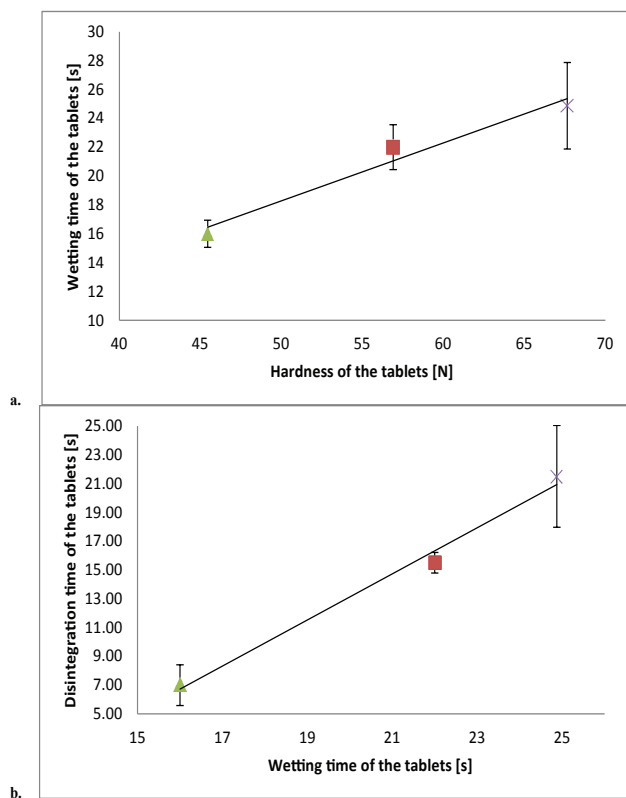 30
28
26
24
22
20
18
16
14
12
10
Wetting time of the tablets [s]
40 45 50 55 60 65 70
Hardness of the tablets [N]
a.
25.00
23.00
21.00
19.00
17.00
15.00
13.00
11.00
9.00
7.00
5.00
Disintegration time of the tablets [s]
15 17 19 21 23 25
Wetting time of the tablets [s]
b.